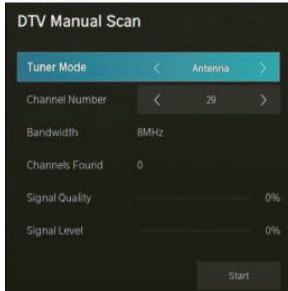 DTV Manual Scan
Tuner Mode < Antenna >
Channel Number < 29 >
Bandwidth 8MHz
Channels Found 0
Signal Quality 0%
Signal Level 0%
Start